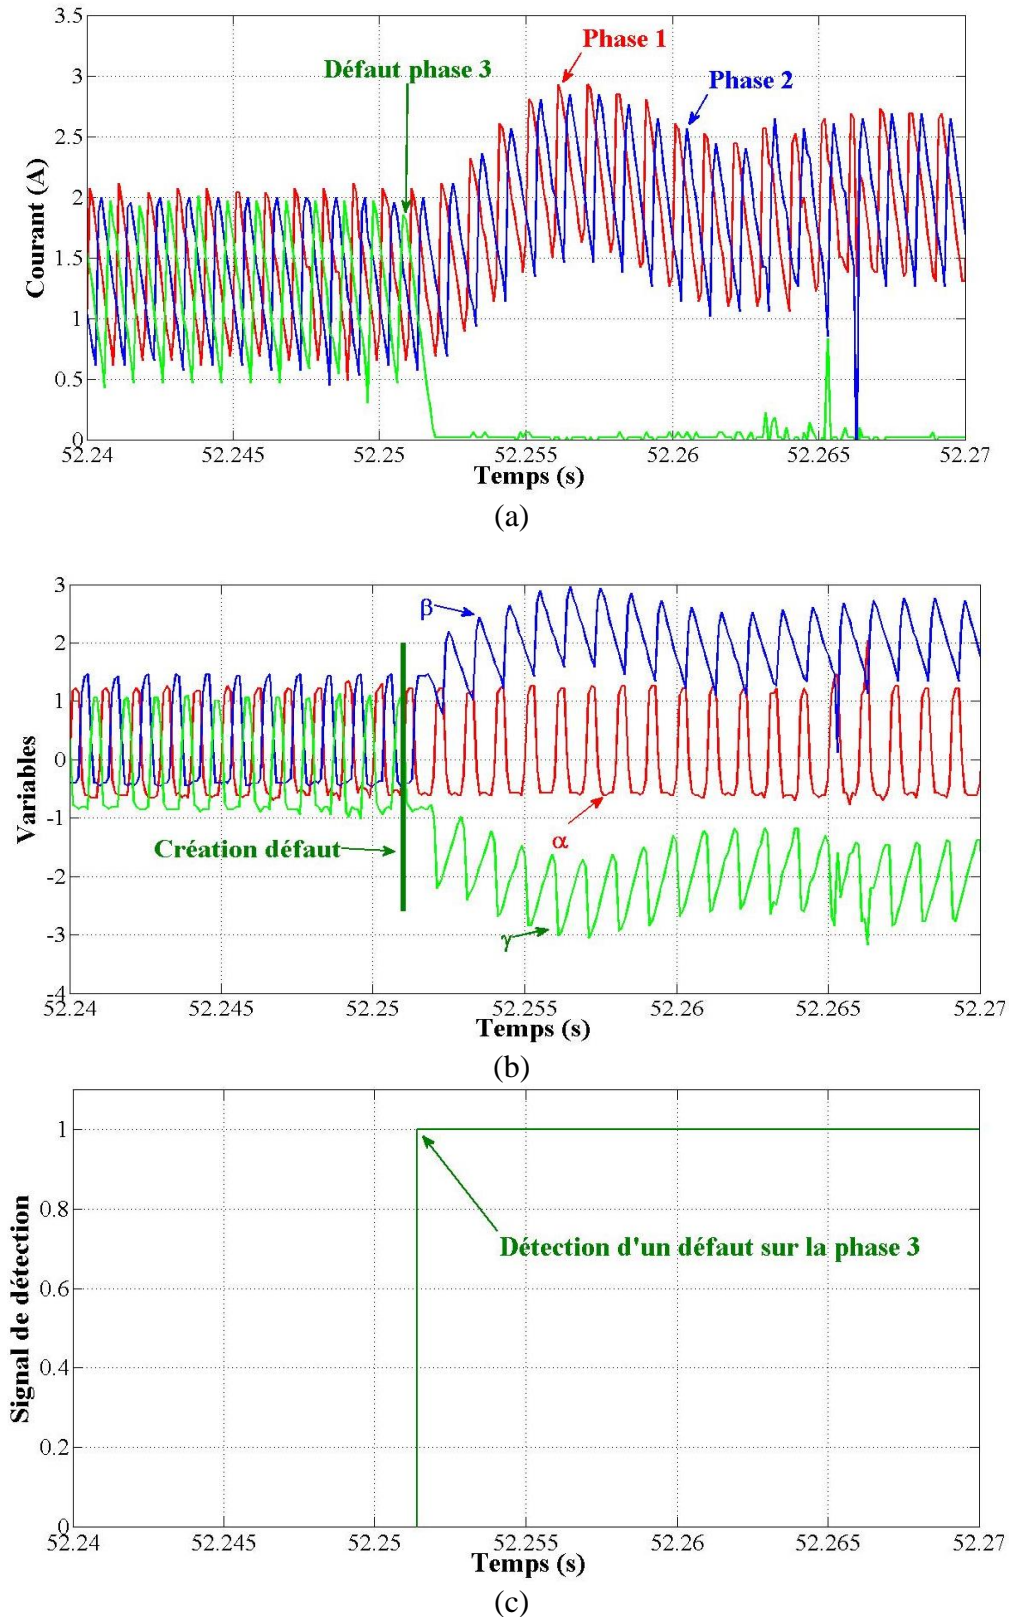 3.5
Phase 1
Défaut phase 3
3
Phase 2
2.5
2
1.5
1
0.5
0
Courant (A)
52.24 52.245 52.25 52.255 52.26 52.265 52.27
Temps (s)
(a)
3
β
2
1
0
-1
Création défaut
α
-2
-3
γ
-4
Variables
52.24 52.245 52.25 52.255 52.26 52.265 52.27
Temps (s)
(b)
1
0.8
Détection d'un défaut sur la phase 3
0.6
0.4
0.2
0
Signal de détection
52.24 52.245 52.25 52.255 52.26 52.265 52.27
Temps (s)
(c)